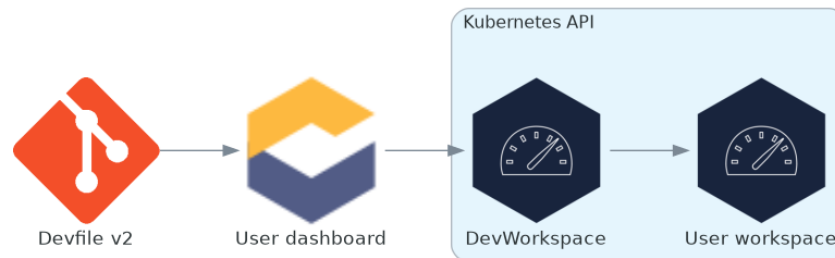 Kubernetes API
Devfile v2
User dashboard
DevWorkspace
User workspace